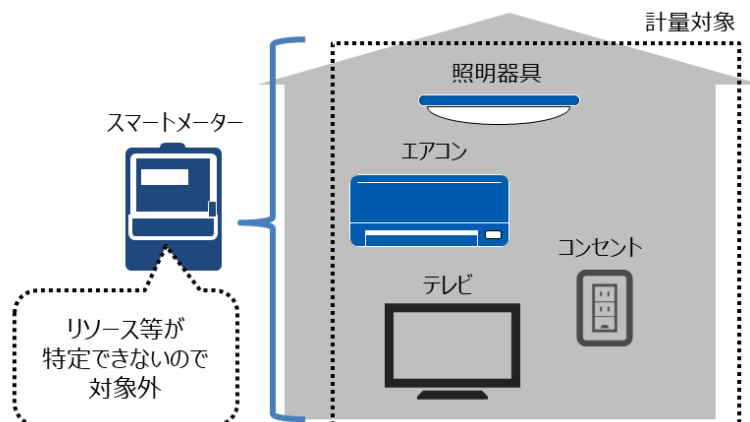 計量対象
照明器具
スマートメーター
エアコン
コンセント
テレビ
リソース等が
特定できないので
対象外